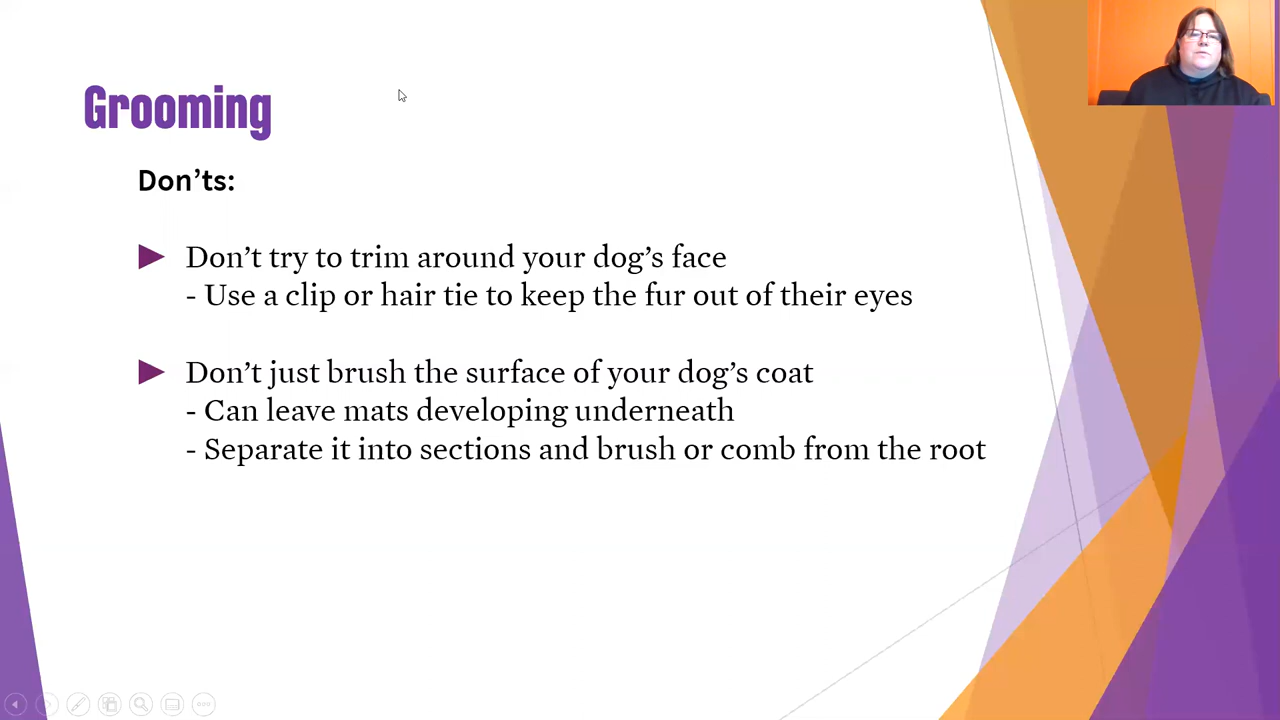 Grooming
Don’ts:
Don’t try to trim around your dog’s face
- Use a clip or hair tie to keep the fur out of their eyes
Don’t just brush the surface of your dog’s coat
- Can leave mats developing underneath
- Separate it into sections and brush or comb from the root